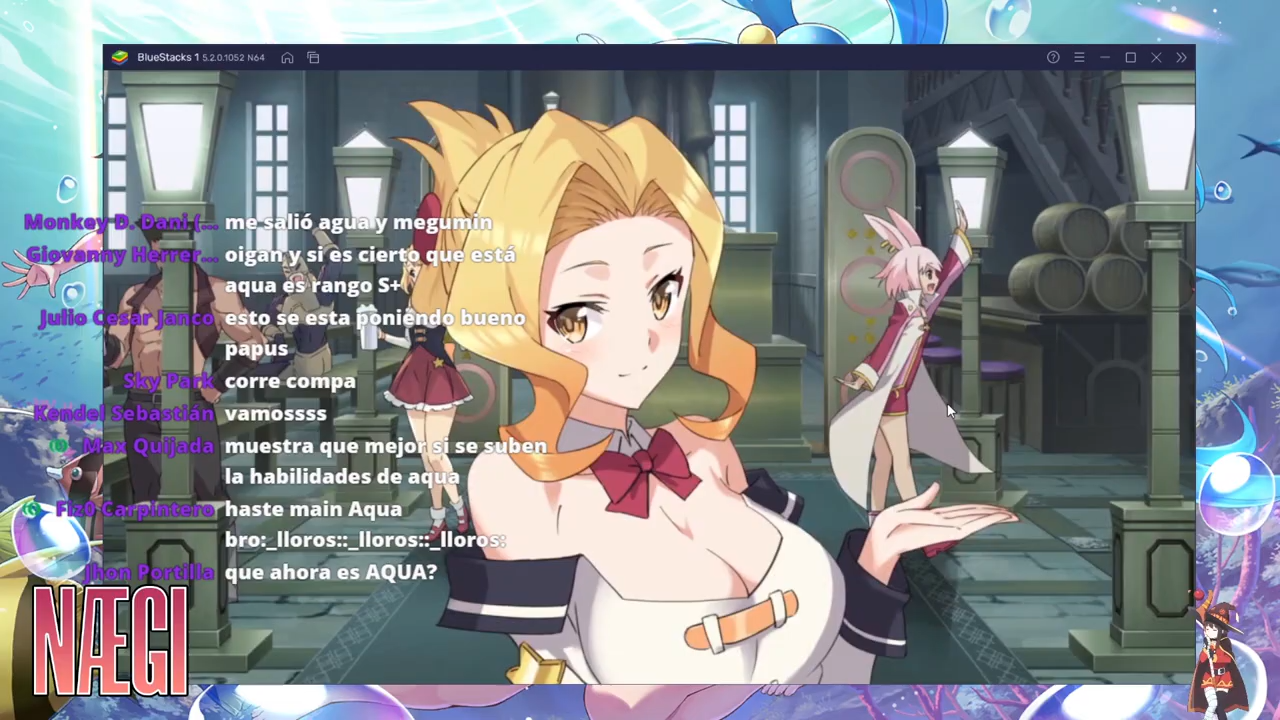 BlueStacks 1 5.2.0.1052 N64
Monkey D. Dani (... me salió agua y megumin
Giovanny Herrer... oigan y si es cierto que está
aqua es rango S+
Julio Cesar Janco esto se esta poniendo bueno
papus
Sky Park corre compa
Kendel Sebastián vamossss
Max Quijada muestra que mejor si se suben
la habilidades de aqua
Fiz0 Carpintero haste main Aqua
bro:_lloros::_lloros::_lloros:
Jhon Portilla que ahora es AQUA?
NÆGI